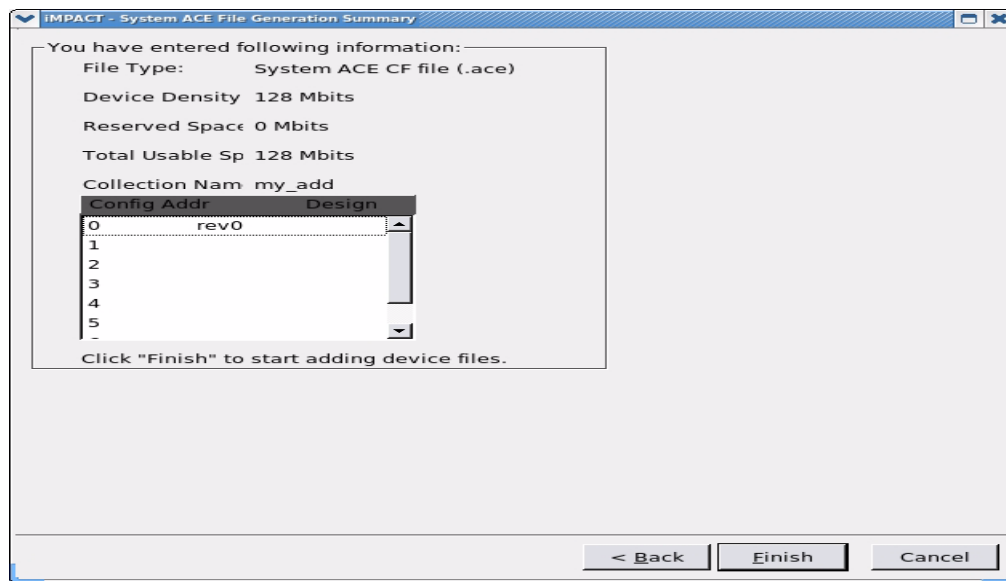 iMPACT - System ACE File Generation Summary
You have entered following information:
File Type: System ACE CF file (.ace)
Device Density 128 Mbits
Reserved Space 0 Mbits
Total Usable Sp 128 Mbits
Collection Nam my_add
Config Addr Design
0 rev0
1
2
3
4
5
Click "Finish" to start adding device files.
< Back Finish Cancel